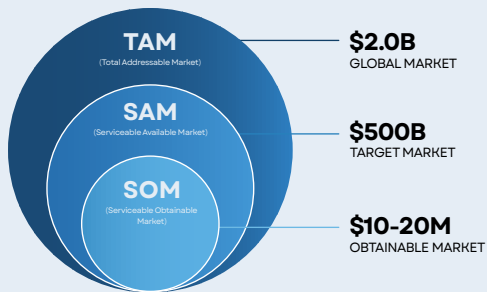 TAM
(Total Addressable Market)
$2.0B
GLOBAL MARKET
SAM
(Serviceable Available Market)
$500B
TARGET MARKET
SOM
(Serviceable Obtainable
Market)
$10-20M
OBTAINABLE MARKET